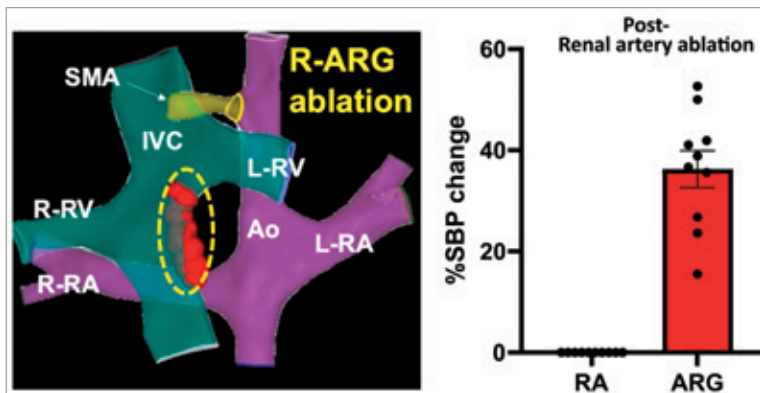 SMA
R-ARG
ablation
IVC
L-RV
R-RV
Ao
L-RA
R-RA
Post-
Renal artery ablation
%SBP change
60
40
20
0
RA
ARG